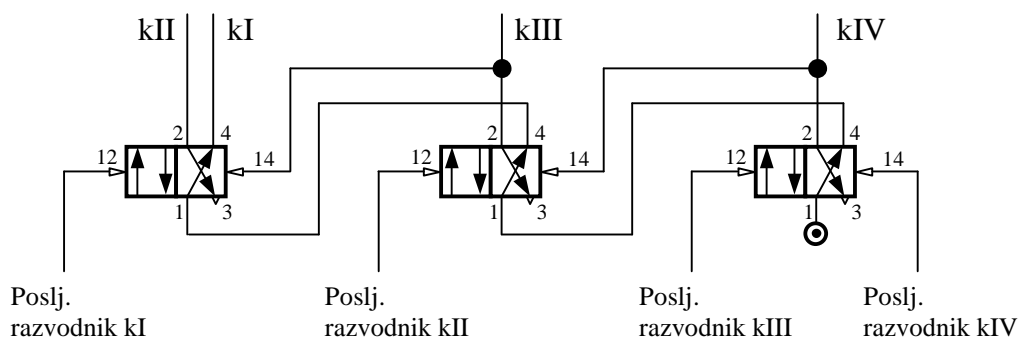 kII kI kIII kIV
2 4 2 4 2 4
12 14 12 14 12 14
1 3 1 3 1 3
Poslj.
razvodnik kI
Poslj.
razvodnik kII
Poslj.
razvodnik kIII
Poslj.
razvodnik kIV